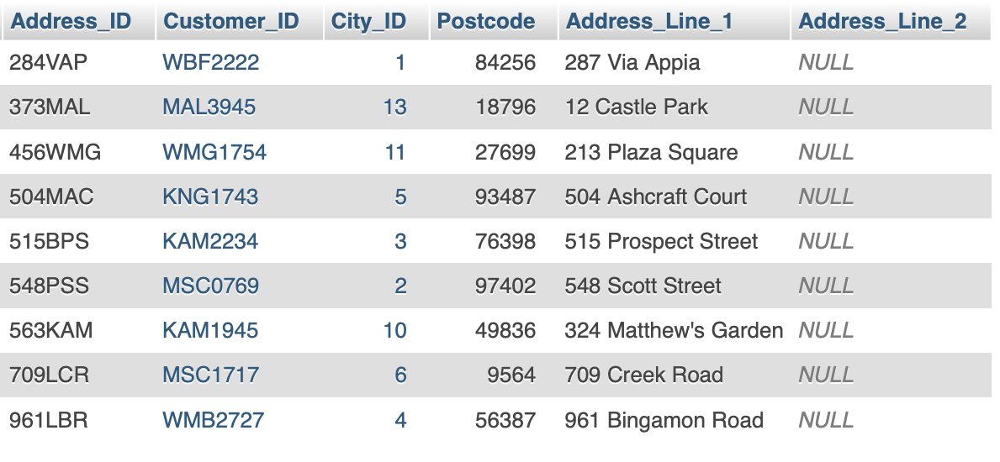 Address_ID Customer_ID City_ID Postcode Address_Line_1 Address_Line_2
284VAP WBF2222 1 84256 287 Via Appia NULL
373MAL MAL3945 13 18796 12 Castle Park NULL
456WMG WMG1754 11 27699 213 Plaza Square NULL
504MAC KNG1743 5 93487 504 Ashcraft Court NULL
515BPS KAM2234 3 76398 515 Prospect Street NULL
548PSS MSC0769 2 97402 548 Scott Street NULL
563KAM KAM1945 10 49836 324 Matthew's Garden NULL
709LCR MSC1717 6 9564 709 Creek Road NULL
961LBR WMB2727 4 56387 961 Bingamon Road NULL